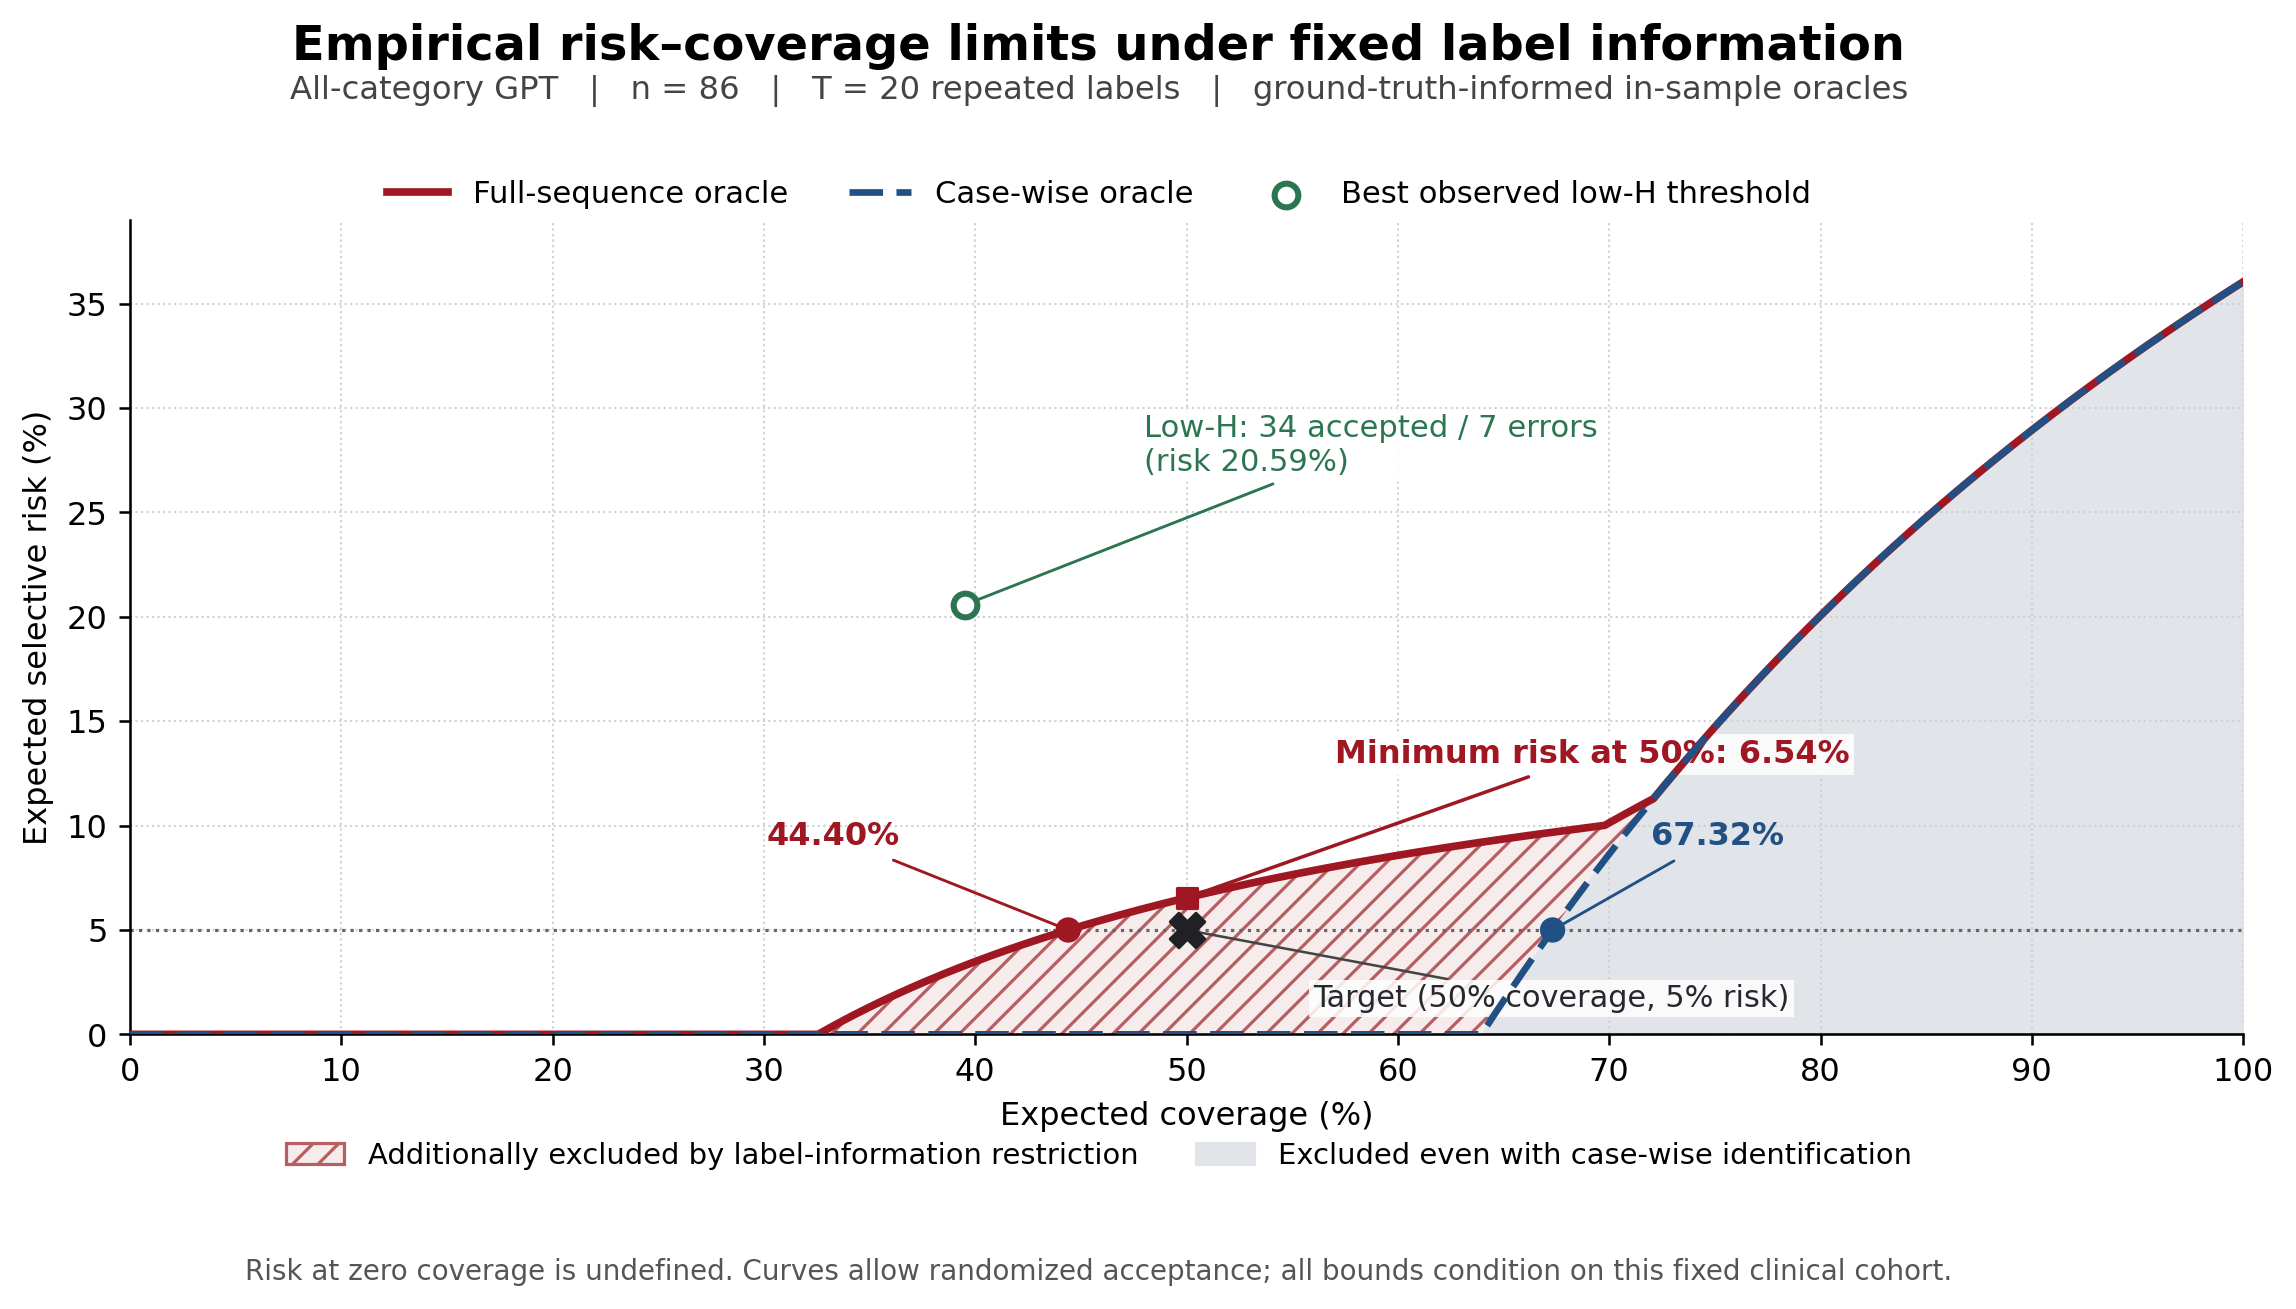 Empirical risk–coverage limits under fixed label information
All-category GPT | n = 86 | T = 20 repeated labels | ground-truth-informed in-sample oracles
Full-sequence oracle
Case-wise oracle
Best observed low-H threshold
Expected selective risk (%)
35
30
25
20
15
10
5
0
Low-H: 34 accepted / 7 errors
(risk 20.59%)
Minimum risk at 50%: 6.54%
44.40%
67.32%
Target (50% coverage, 5% risk)
0 10 20 30 40 50 60 70 80 90 100
Expected coverage (%)
Additionally excluded by label-information restriction
Excluded even with case-wise identification
Risk at zero coverage is undefined. Curves allow randomized acceptance; all bounds condition on this fixed clinical cohort.